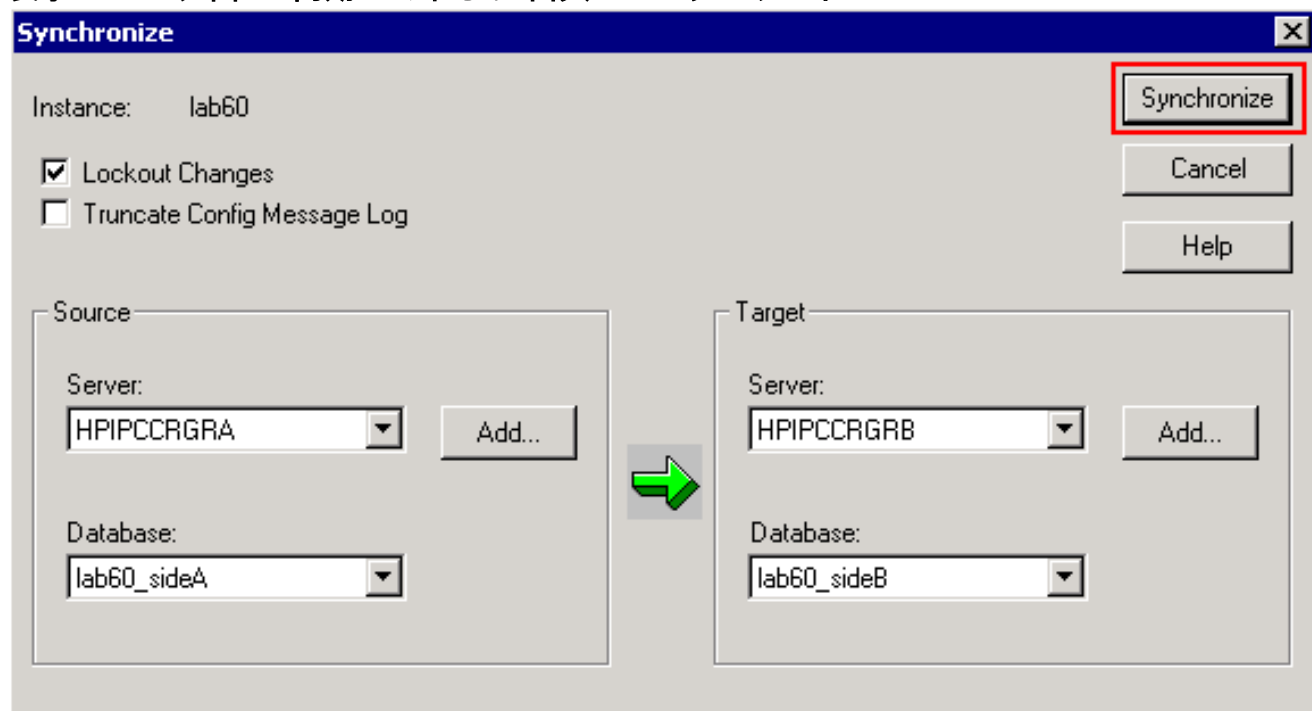 Synchronize
Instance: lab60
Synchronize
Lockout Changes
Cancel
Truncate Config Message Log
Help
Source
Target
Server:
Server:
HPIPCCRGRA
Add...
HPIPCCRGRB
Add...
Database:
Database:
lab60_sideA
lab60_sideB